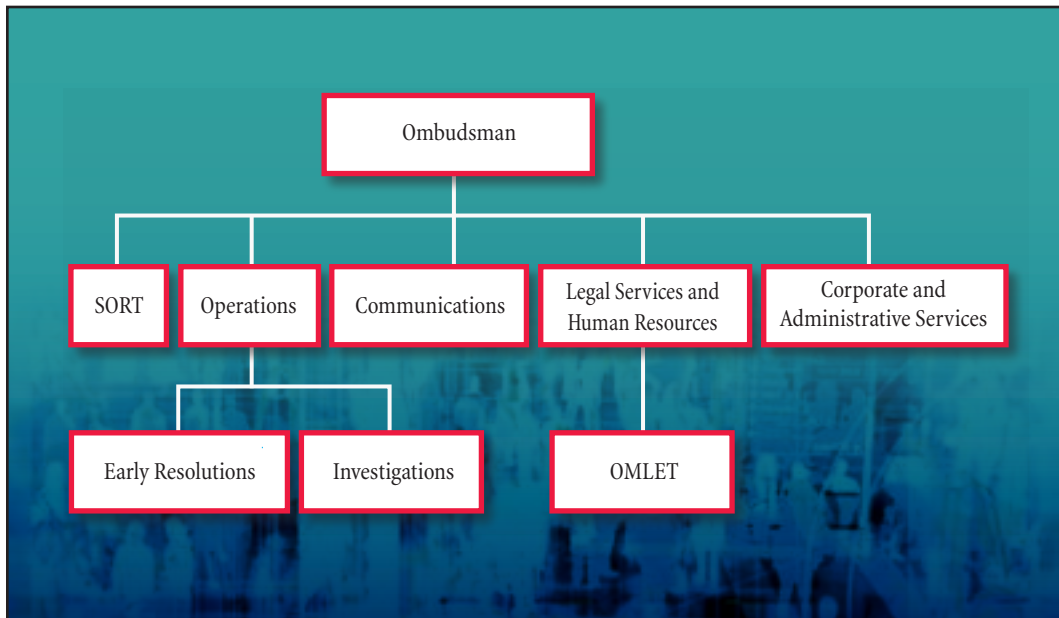 Ombudsman
SORT
Operations
Communications
Legal Services and
Human Resources
Corporate and
Administrative Services
Early Resolutions
Investigations
OMLET